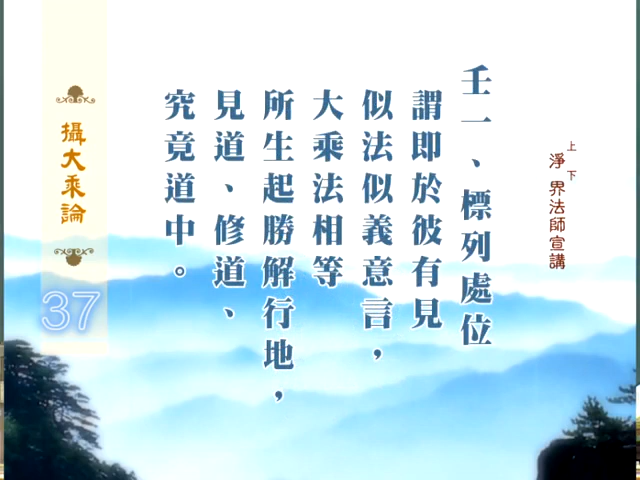 上下
淨界法師宣講
壬一、標列處位
謂即於彼有見
似法似義意言，
大乘法相等
所生起勝解行地，
見道、修道、
究竟道中。
攝大乘論
37